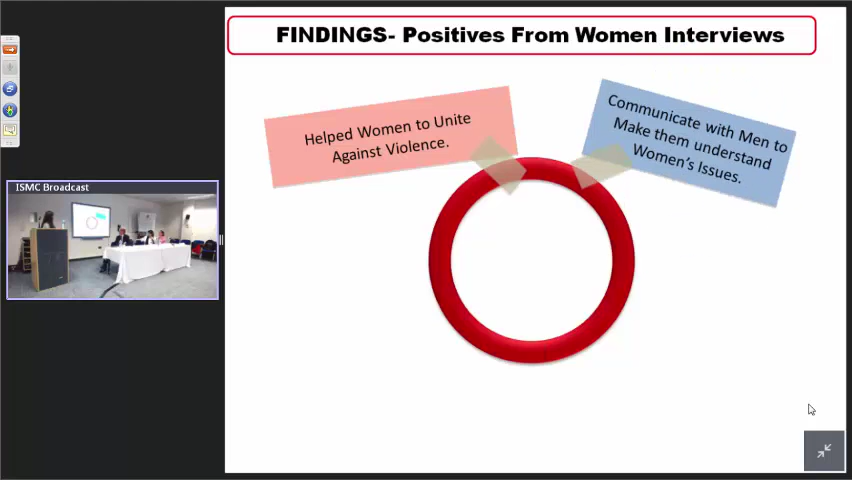 FINDINGS- Positives From Women Interviews
Helped Women to Unite
Against Violence.
Communicate with Men to
Make them understand
Women's Issues.
ISMC Broadcast